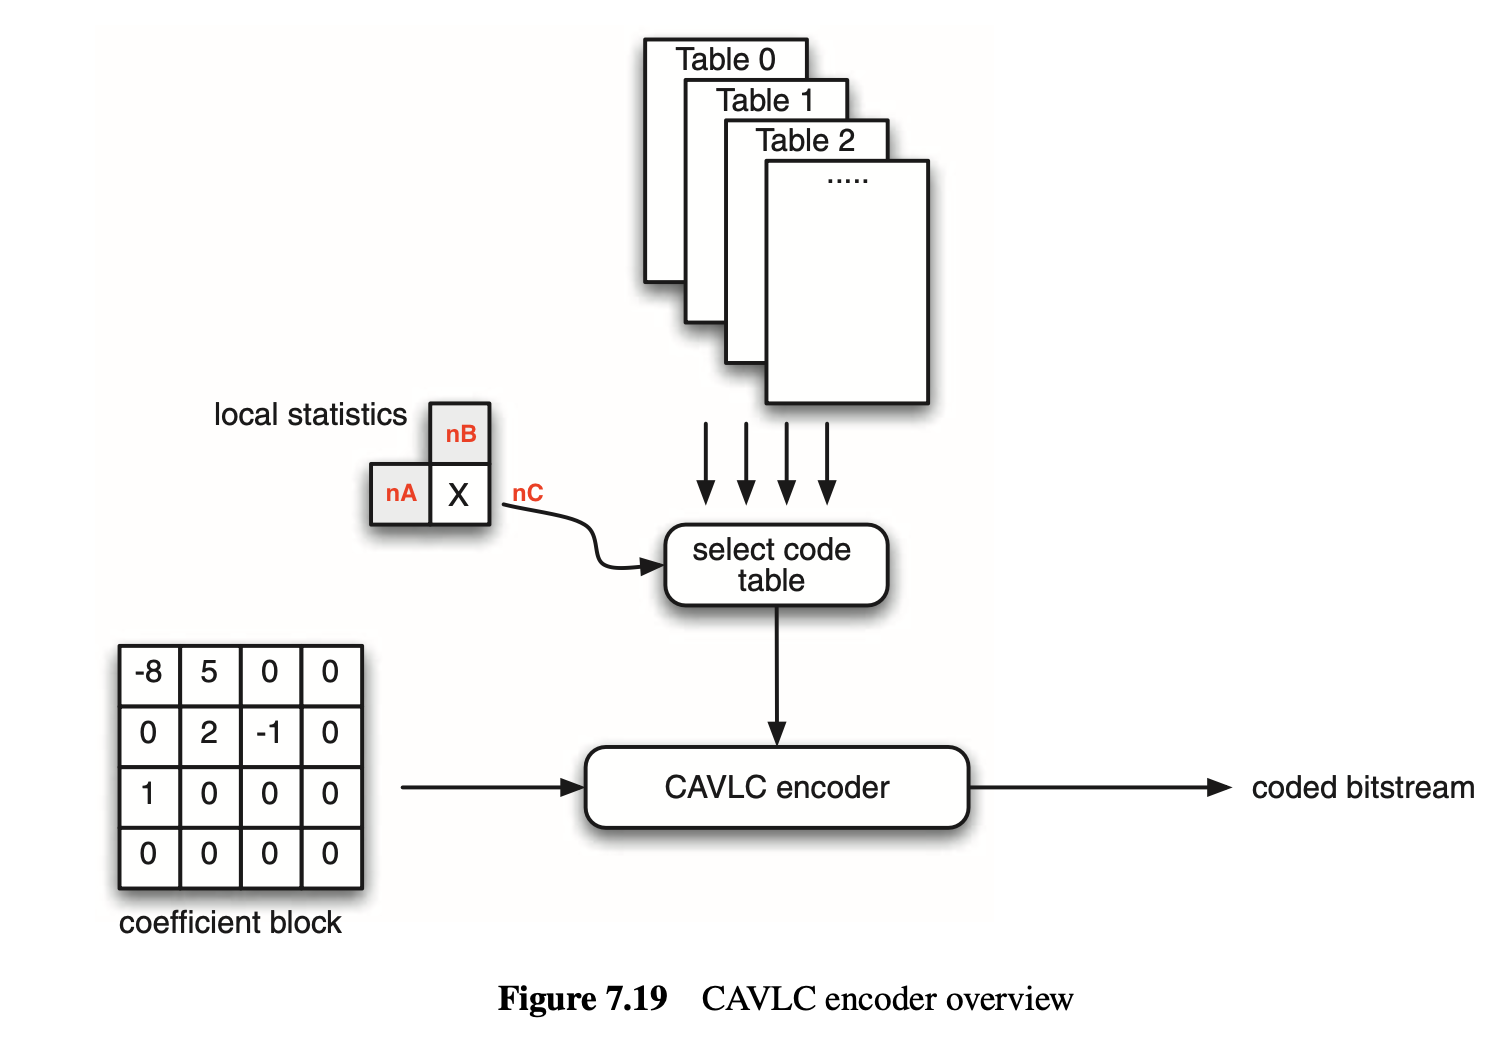 Table 0
Table 1
Table 2
.....
local statistics
nB
nA X nC
select code
table
-8 5 0 0
0 2 -1 0
1 0 0 0
0 0 0 0
coefficient block
CAVLC encoder
coded bitstream
Figure 7.19 CAVLC encoder overview